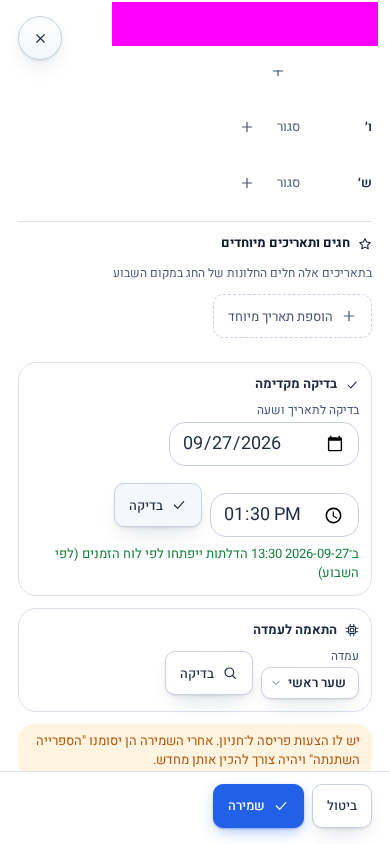 ו׳ סגור
ש׳ סגור
חגים ותאריכים מיוחדים
בתאריכים אלה חלים החלונות של החג במקום השבוע
הוספת תאריך מיוחד
בדיקה מקדימה
בדיקה לתאריך ושעה
09/27/2026
01:30 PM
בדיקה
ב־2026-09-27 13:30 הדלתות ייפתחו לפי לוח הזמנים (לפי
השבוע)
התאמה לעמדה
עמדה
שער ראשי
בדיקה
יש לו הצעות פריסה ל־חניון. אחרי השמירה הן יסומנו "הספרייה
השתנתה" ויהיה צורך להכין אותן מחדש.
ביטול
שמירה